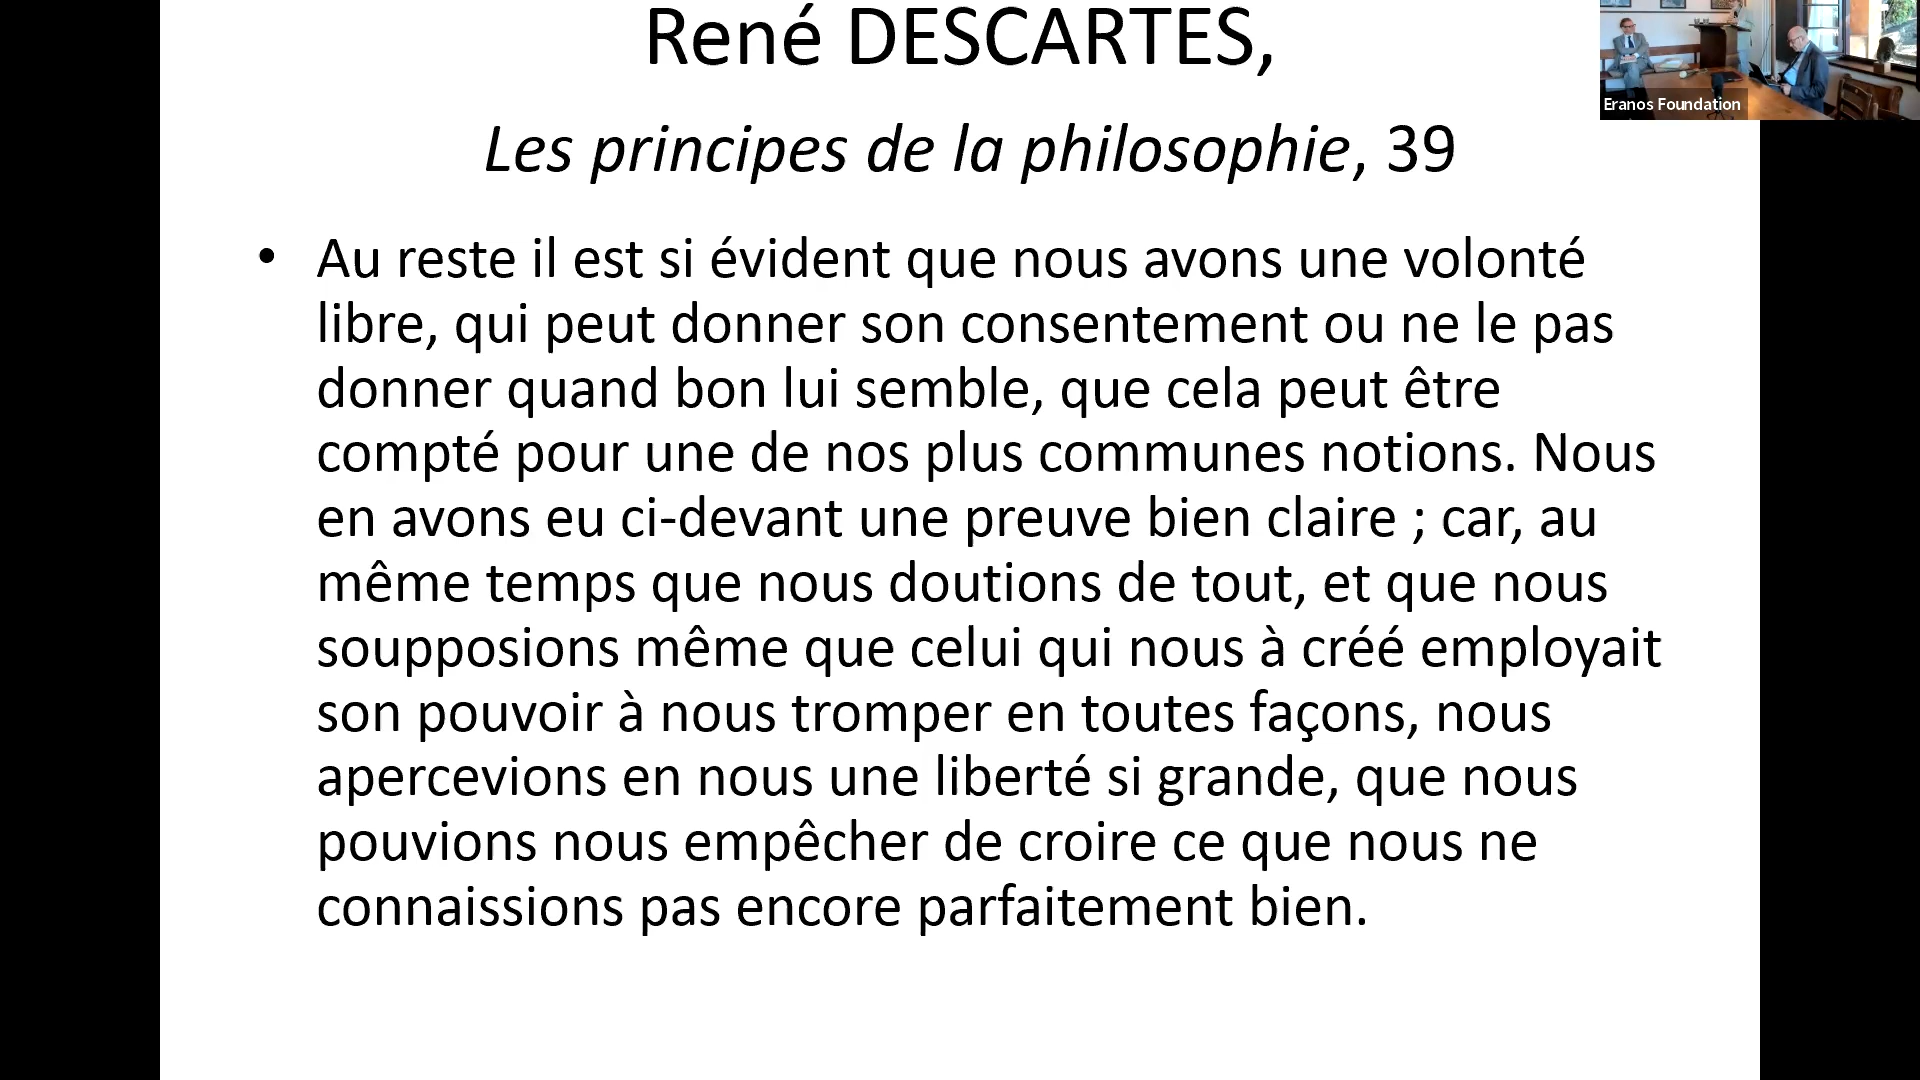 René DESCARTES,
Les principes de la philosophie, 39
Eranos Foundation
• Au reste il est si évident que nous avons une volonté
libre, qui peut donner son consentement ou ne le pas
donner quand bon lui semble, que cela peut être
compté pour une de nos plus communes notions. Nous
en avons eu ci-devant une preuve bien claire ; car, au
même temps que nous doutions de tout, et que nous
soupposions même que celui qui nous à créé employait
son pouvoir à nous tromper en toutes façons, nous
apercevions en nous une liberté si grande, que nous
pouvions nous empêcher de croire ce que nous ne
connaissions pas encore parfaitement bien.